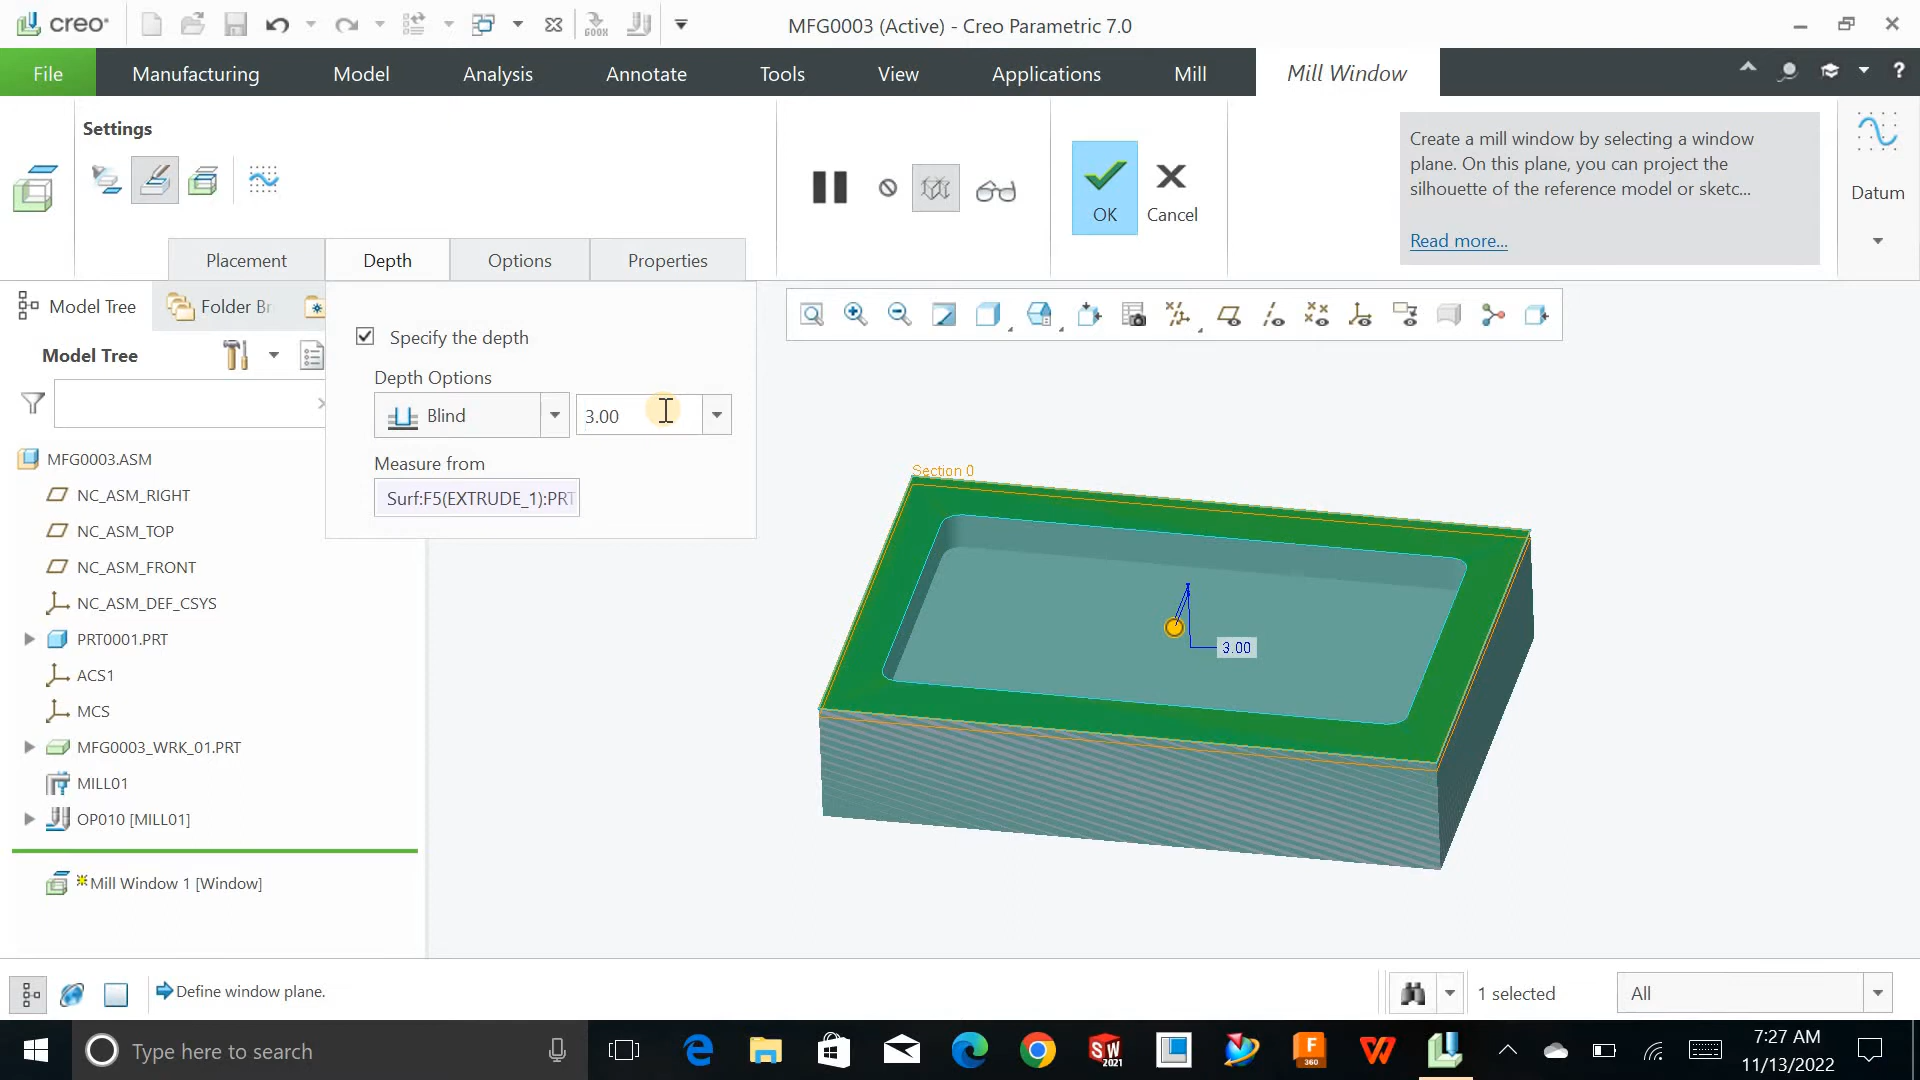 creo®
MFG0003 (Active) - Creo Parametric 7.0
File
Manufacturing
Model
Analysis
Annotate
Tools
View
Applications
Mill
Mill Window
?
Settings
OK
Cancel
Create a mill window by selecting a window
plane. On this plane, you can project the
silhouette of the reference model or sketc...
Read more...
Datum
Placement
Depth
Options
Properties
Model Tree
Folder Br
Model Tree
Specify the depth
Depth Options
Blind
3.00
Measure from
Surf:F5(EXTRUDE_1):PRT
MFG0003.ASM
NC_ASM_RIGHT
NC_ASM_TOP
NC_ASM_FRONT
NC_ASM_DEF_CSYS
PRT0001.PRT
ACS1
MCS
MFG0003_WRK_01.PRT
MILL01
OP010 [MILL01]
Mill Window 1 [Window]
Section 0
3.00
Define window plane.
1 selected
All
Type here to search
SW
2021
F
360
7:27 AM
11/13/2022